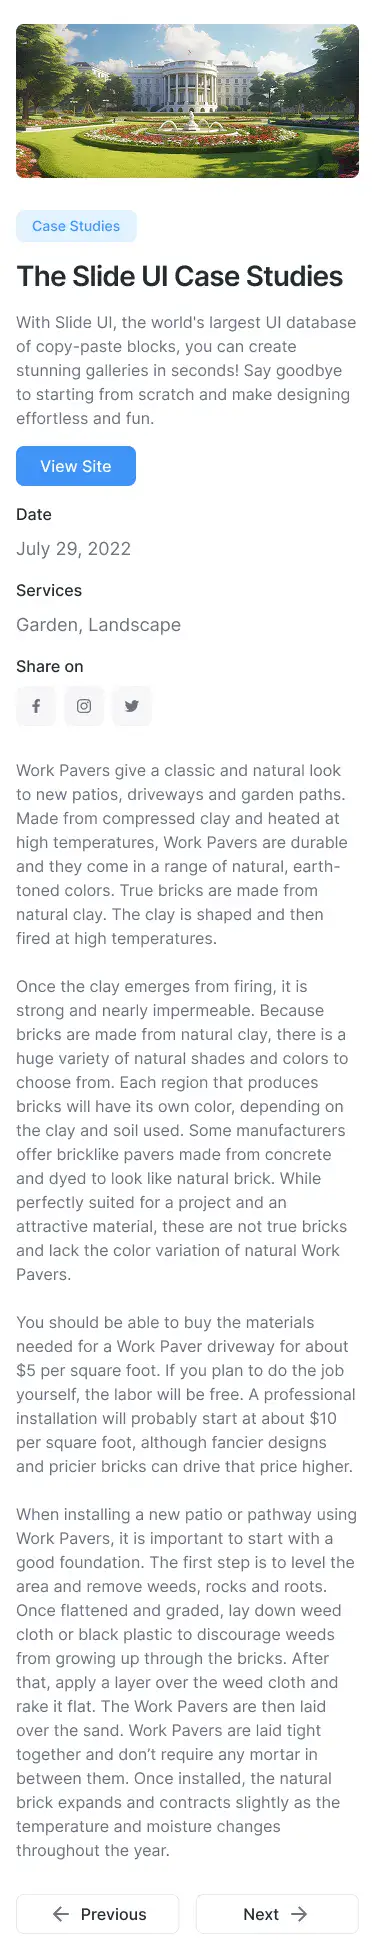 Case Studies
The Slide UI Case Studies
With Slide UI, the world's largest UI database
of copy-paste blocks, you can create
stunning galleries in seconds! Say goodbye
to starting from scratch and make designing
effortless and fun.
View Site
Date
July 29, 2022
Services
Garden, Landscape
Share on
Work Pavers give a classic and natural look
to new patios, driveways and garden paths.
Made from compressed clay and heated at
high temperatures, Work Pavers are durable
and they come in a range of natural, earth-
toned colors. True bricks are made from
natural clay. The clay is shaped and then
fired at high temperatures.
Once the clay emerges from firing, it is
strong and nearly impermeable. Because
bricks are made from natural clay, there is a
huge variety of natural shades and colors to
choose from. Each region that produces
bricks will have its own color, depending on
the clay and soil used. Some manufacturers
offer bricklike pavers made from concrete
and dyed to look like natural brick. While
perfectly suited for a project and an
attractive material, these are not true bricks
and lack the color variation of natural Work
Pavers.
You should be able to buy the materials
needed for a Work Paver driveway for about
$5 per square foot. If you plan to do the job
yourself, the labor will be free. A professional
installation will probably start at about $10
per square foot, although fancier designs
and pricier bricks can drive that price higher.
When installing a new patio or pathway using
Work Pavers, it is important to start with a
good foundation. The first step is to level the
area and remove weeds, rocks and roots.
Once flattened and graded, lay down weed
cloth or black plastic to discourage weeds
from growing up through the bricks. After
that, apply a layer over the weed cloth and
rake it flat. The Work Pavers are then laid
over the sand. Work Pavers are laid tight
together and don’t require any mortar in
between them. Once installed, the natural
brick expands and contracts slightly as the
temperature and moisture changes
throughout the year.
Previous
Next